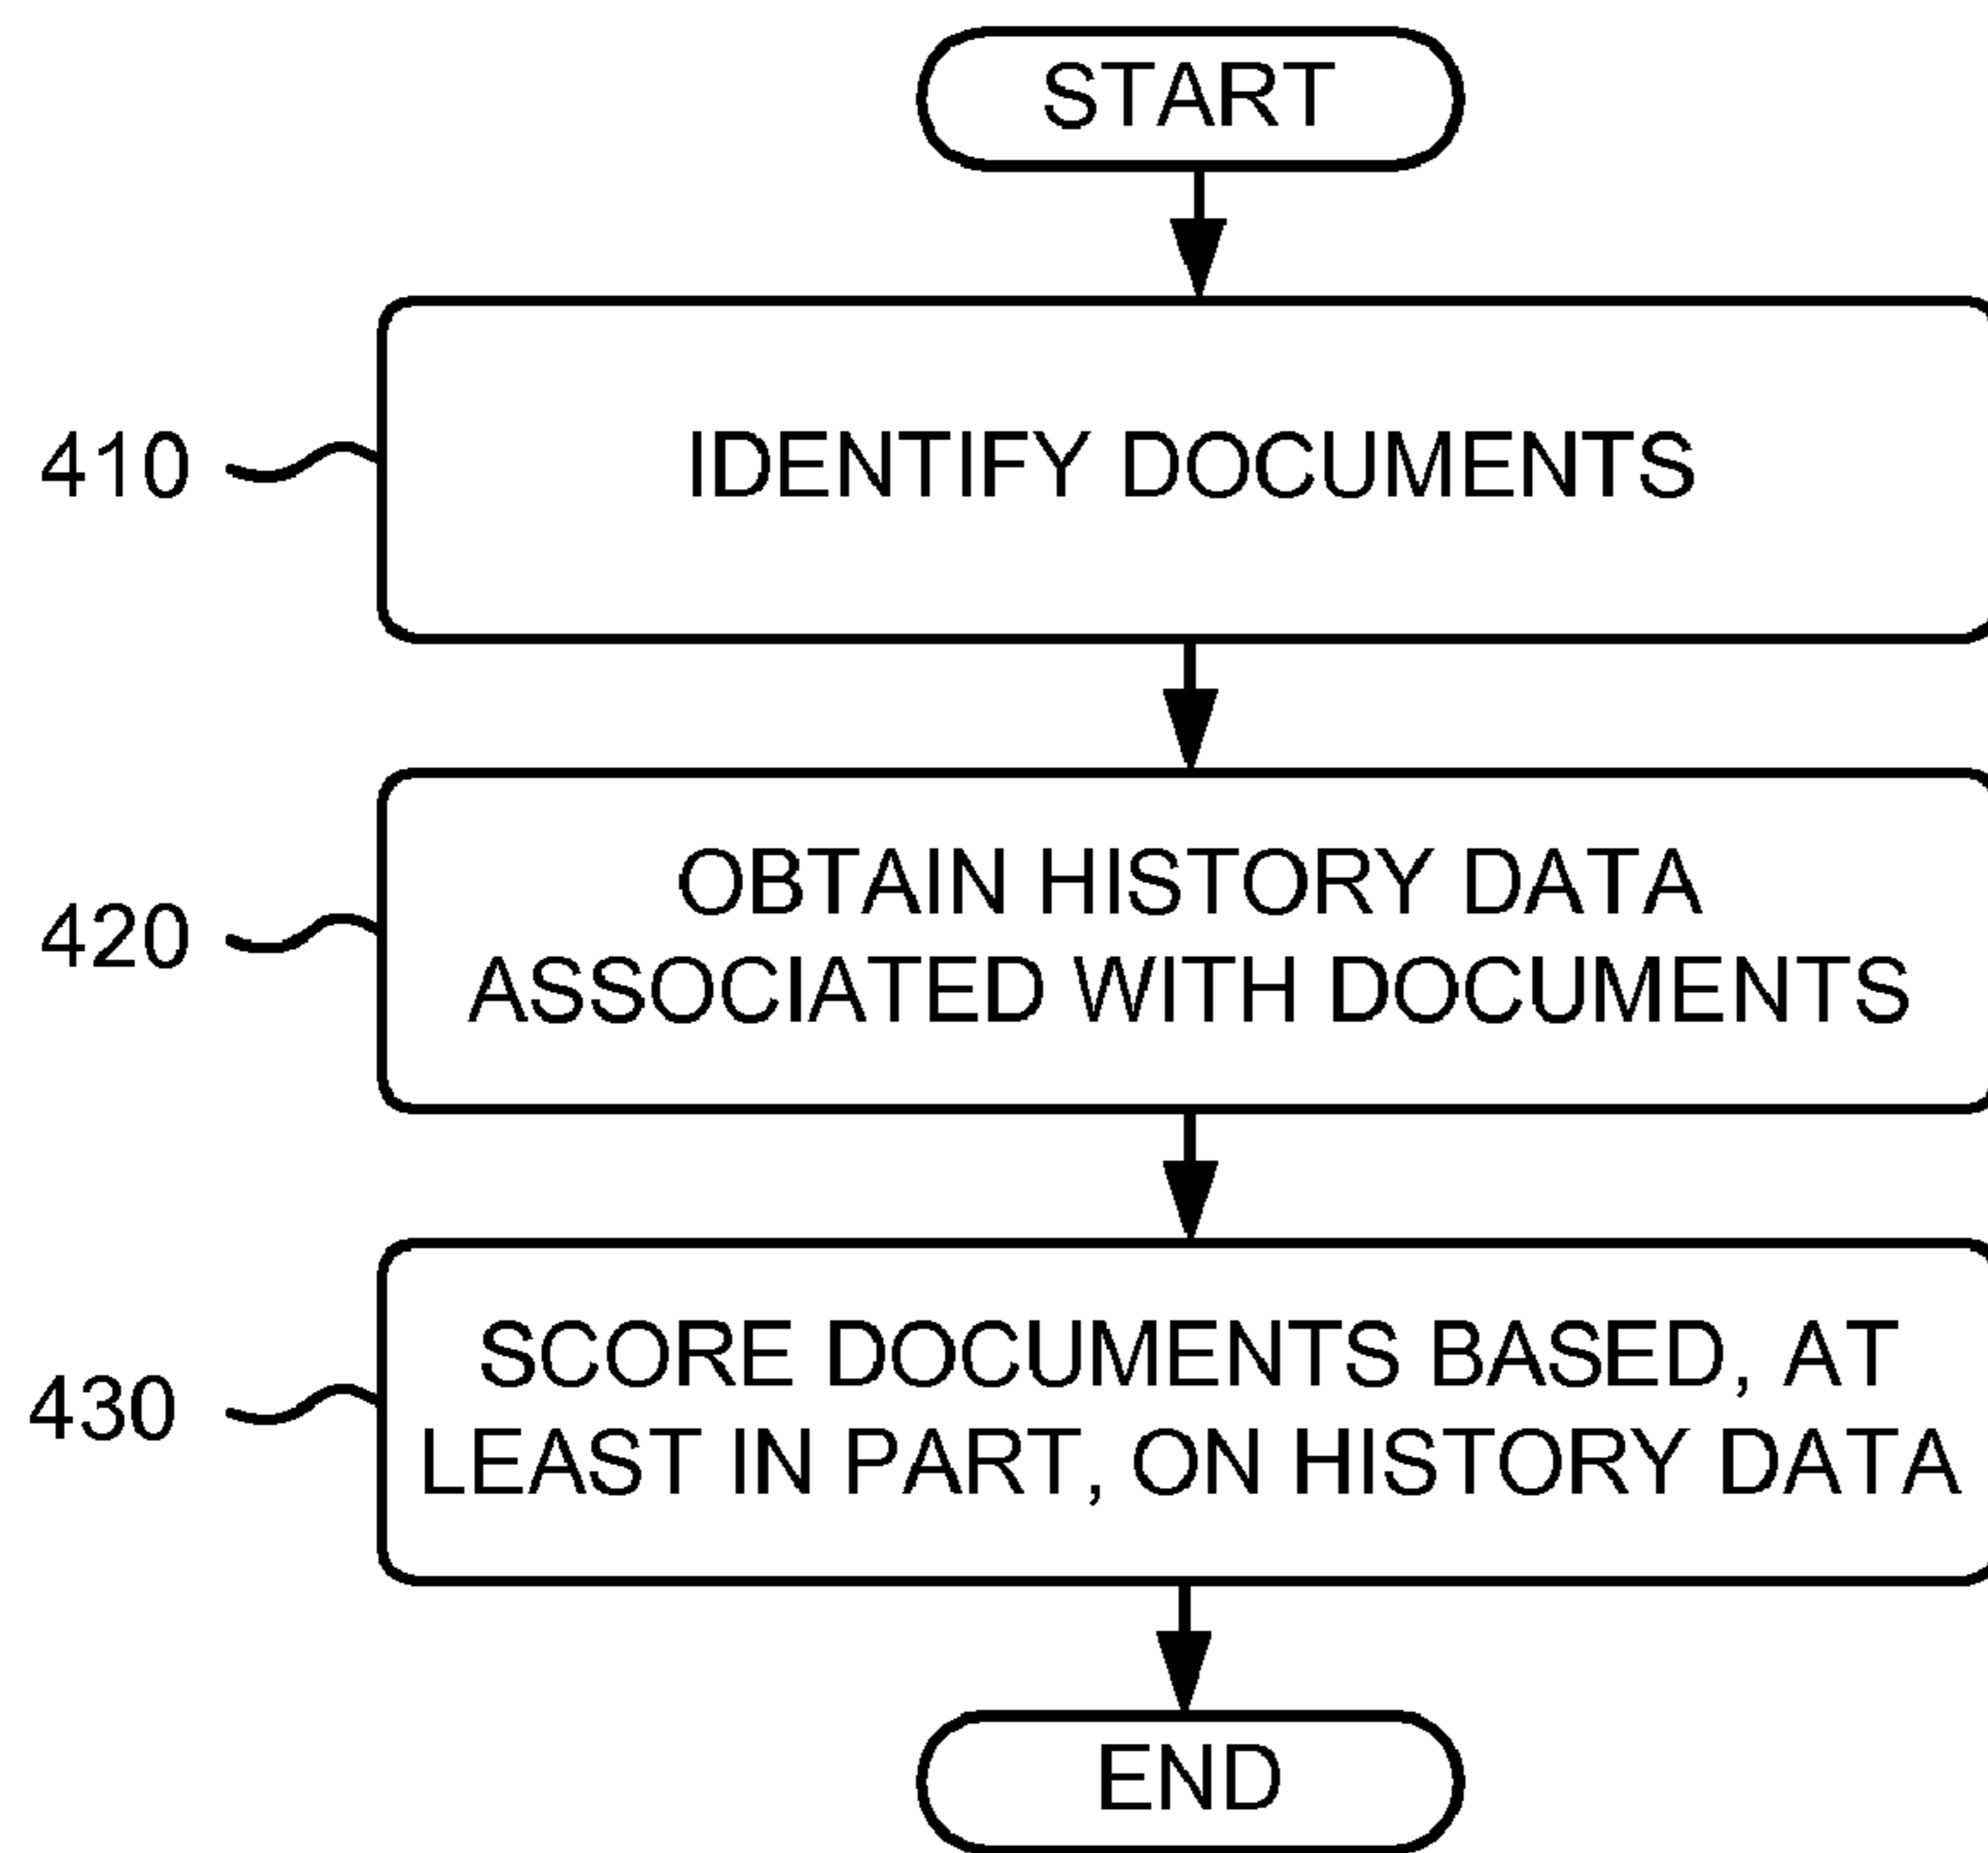 START
410
IDENTIFY DOCUMENTS
420
OBTAIN HISTORY DATA
ASSOCIATED WITH DOCUMENTS
430
SCORE DOCUMENTS BASED, AT
LEAST IN PART, ON HISTORY DATA
END